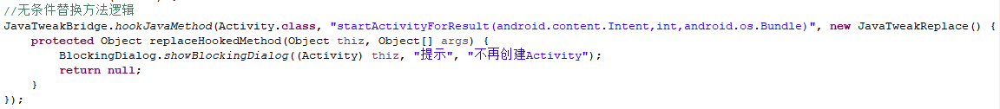 //无条件替换方法逻辑
JavaTweakBridge.hookJavaMethod(Activity.class, "startActivityForResult(android.content.Intent,int,android.os.Bundle)", new JavaTweakReplace() {
    protected Object replaceHookedMethod(Object thiz, Object[] args) {
        BlockingDialog.showBlockingDialog((Activity) thiz, "提示", "不再创建Activity");
        return null;
    }
});